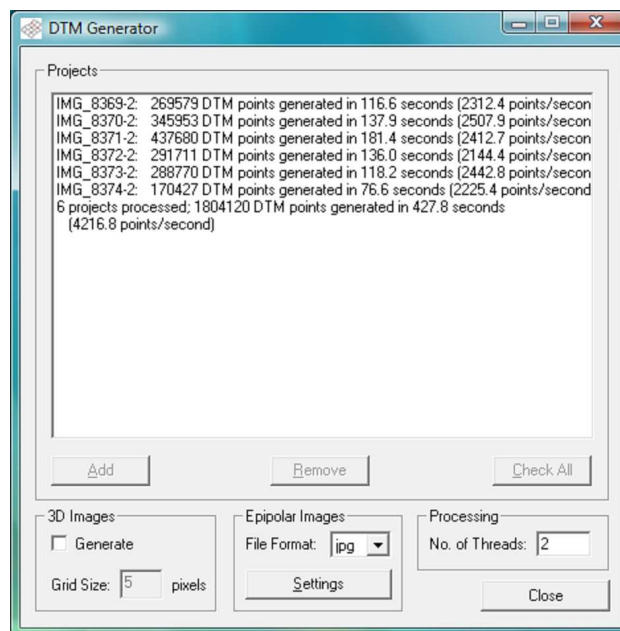 DTM Generator
Projects
IMG_8369-2: 269579 DTM points generated in 116.6 seconds (2312.4 points/secon
IMG_8370-2: 345953 DTM points generated in 137.9 seconds (2507.9 points/secon
IMG_8371-2: 437680 DTM points generated in 181.4 seconds (2412.7 points/secon
IMG_8372-2: 291711 DTM points generated in 136.0 seconds (2144.4 points/secon
IMG_8373-2: 288770 DTM points generated in 118.2 seconds (2442.8 points/secon
IMG_8374-2: 170427 DTM points generated in 76.6 seconds (2225.4 points/second
6 projects processed; 1804120 DTM points generated in 427.8 seconds
(4216.8 points/second)
Add Remove Check All
3D Images Epipolar Images Processing
Generate File Format: jpg No. of Threads: 2
Grid Size: 5 pixels Settings Close